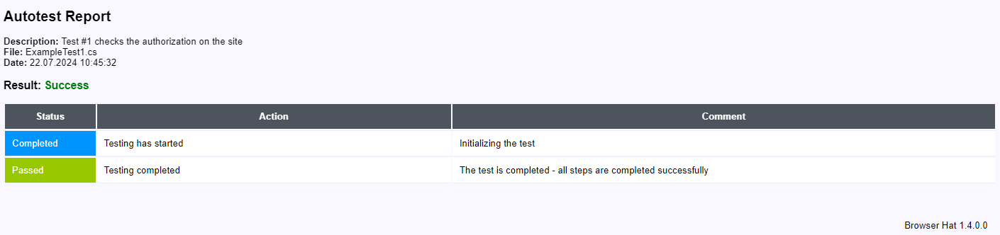 Autotest Report
Description: Test #1 checks the authorization on the site
File: ExampleTest1.cs
Date: 22.07.2024 10:45:32
Result: Success
Status Action Comment
Completed Testing has started Initializing the test
Passed Testing completed The test is completed - all steps are completed successfully
Browser Hat 1.4.0.0